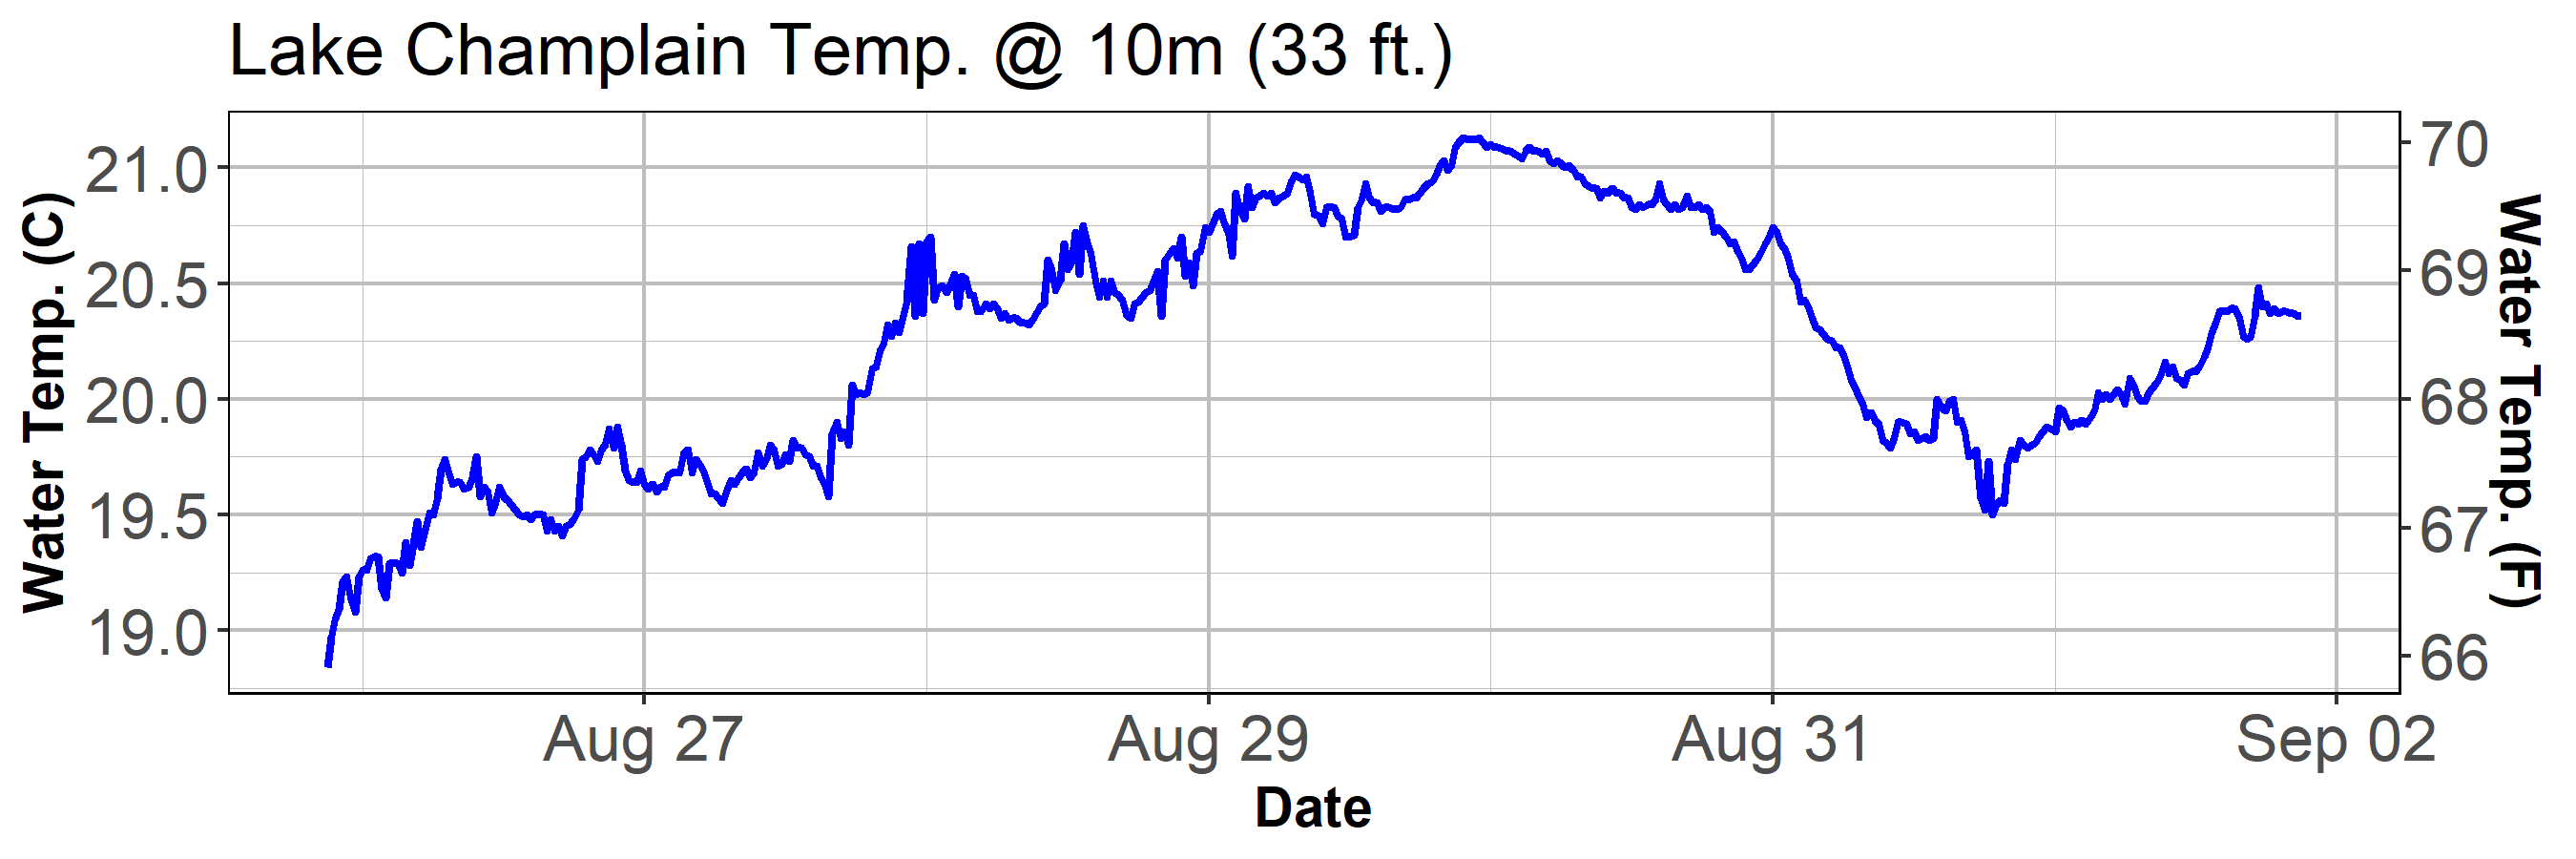 Lake Champlain Temp. @ 10m (33 ft.)
Water Temp. (C)
21.0
20.5
20.0
19.5
19.0
70
69
68
67
66
Water Temp. (F)
Aug 27 Aug 29 Aug 31 Sep 02
Date